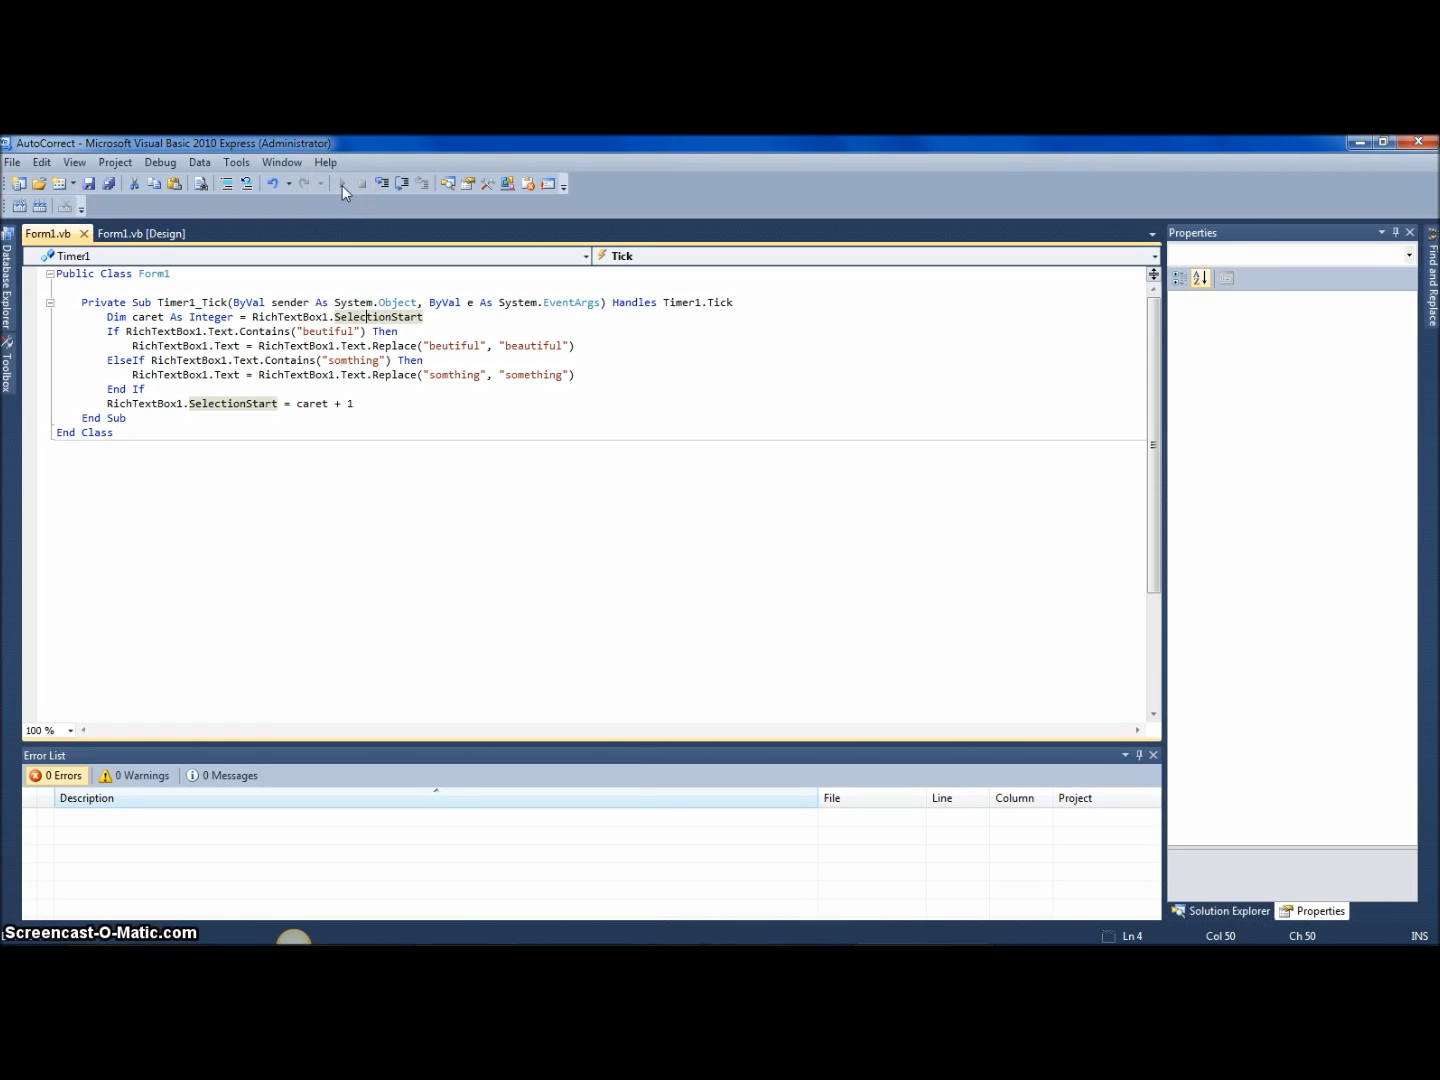 AutoCorrect - Microsoft Visual Basic 2010 Express (Administrator)
File Edit View Project Debug Data Tools Window Help
Form1.vb Form1.vb [Design]
Timer1 Tick
Public Class Form1
Private Sub Timer1_Tick(ByVal sender As System.Object, ByVal e As System.EventArgs) Handles Timer1.Tick
Dim caret As Integer = RichTextBox1.SelectionStart
If RichTextBox1.Text.Contains("beutiful") Then
RichTextBox1.Text = RichTextBox1.Text.Replace("beutiful", "beautiful")
ElseIf RichTextBox1.Text.Contains("somthing") Then
RichTextBox1.Text = RichTextBox1.Text.Replace("somthing", "something")
End If
RichTextBox1.SelectionStart = caret + 1
End Sub
End Class
100 %
Database Explorer
Toolbox
Properties
Find and Replace
Error List
0 Errors 0 Warnings 0 Messages
Description File Line Column Project
Solution Explorer Properties
Screencast-O-Matic.com
Ln 4 Col 50 Ch 50 INS